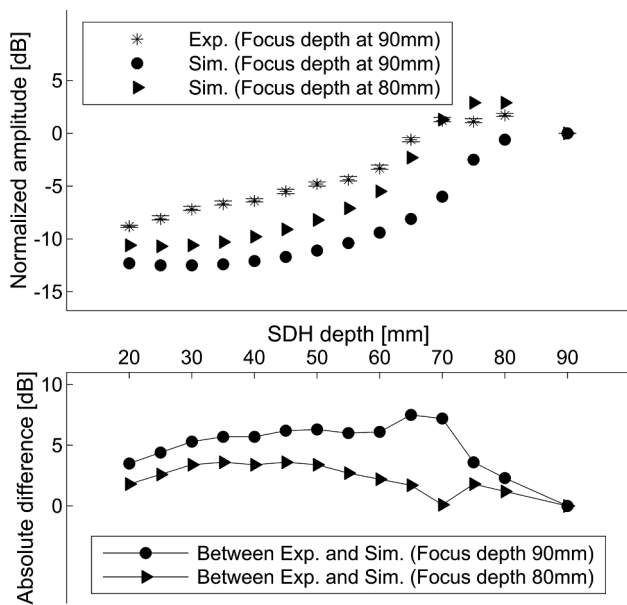 Normalized amplitude [dB]
Exp. (Focus depth at 90mm)
Sim. (Focus depth at 90mm)
Sim. (Focus depth at 80mm)
5
0
-5
-10
-15
SDH depth [mm]
20 30 40 50 60 70 80 90
Absolute difference [dB]
10
5
0
Between Exp. and Sim. (Focus depth 90mm)
Between Exp. and Sim. (Focus depth 80mm)